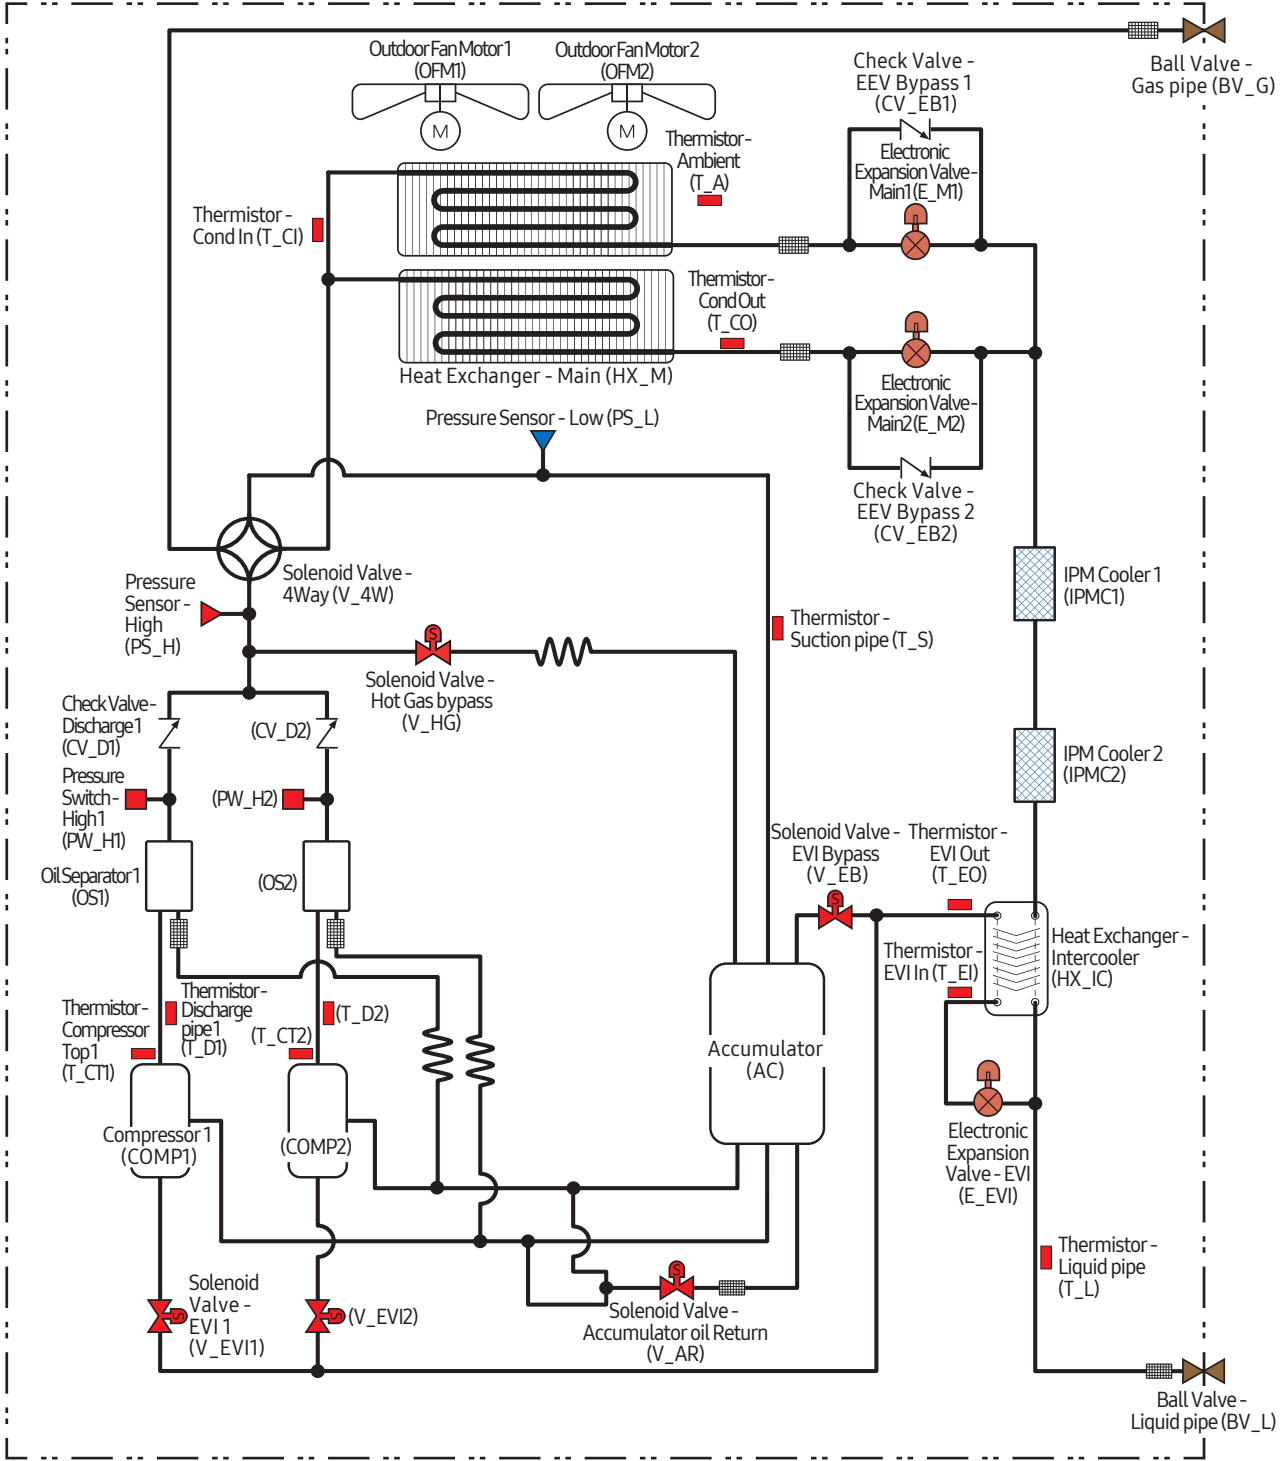 Outdoor Fan Motor 1
(OFM1)
Outdoor Fan Motor 2
(OFM2)
M
M
Check Valve -
EEV Bypass 1
(CV_EB1)
Ball Valve -
Gas pipe (BV_G)
Thermistor -
Ambient
(T_A)
Electronic
Expansion Valve -
Main1 (E_M1)
Thermistor -
Cond In (T_CI)
Thermistor -
Cond Out
(T_CO)
Heat Exchanger - Main (HX_M)
Electronic
Expansion Valve -
Main2 (E_M2)
Pressure Sensor - Low (PS_L)
Check Valve -
EEV Bypass 2
(CV_EB2)
Solenoid Valve -
4Way (V_4W)
Pressure
Sensor -
High
(PS_H)
IPM Cooler 1
(IPMC1)
Thermistor -
Suction pipe (T_S)
S
Solenoid Valve -
Hot Gas bypass
(V_HG)
Check Valve -
Discharge 1
(CV_D1)
(CV_D2)
IPM Cooler 2
(IPMC2)
Pressure
Switch -
High 1
(PW_H1)
(PW_H2)
Oil Separator 1
(OS1)
(OS2)
Solenoid Valve -
EVI Bypass
(V_EB)
S
Thermistor -
EVI Out
(T_EO)
Thermistor -
EVI In (T_EI)
Heat Exchanger -
Intercooler
(HX_IC)
Thermistor -
Compressor
Top 1
(T_CT1)
Thermistor -
Discharge
pipe 1
(T_D1)
(T_D2)
(T_CT2)
Accumulator
(AC)
Compressor 1
(COMP1)
(COMP2)
Electronic
Expansion
Valve - EVI
(E_EVI)
Thermistor -
Liquid pipe
(T_L)
Solenoid
Valve -
EVI 1
(V_EVI1)
S
S
(V_EVI2)
S
Solenoid Valve -
Accumulator oil Return
(V_AR)
Ball Valve -
Liquid pipe (BV_L)